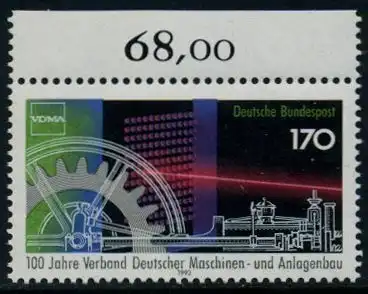 68,00
VDMA
Deutsche Bundespost
170
100 Jahre Verband Deutscher Maschinen- und Anlagenbau
1992